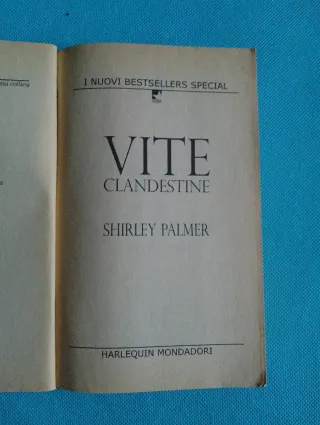 I NUOVI BESTSELLERS SPECIAL
VITE
CLANDESTINE
SHIRLEY PALMER
HARLEQUIN MONDADORI